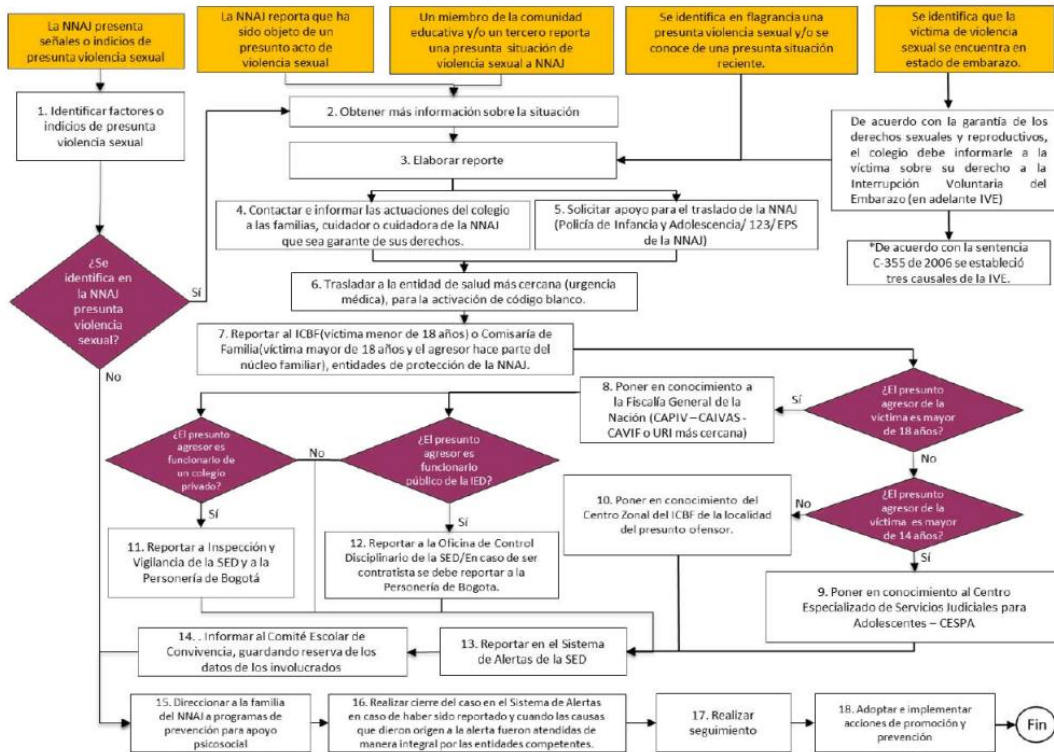 La NNAJ presenta
señales o indicios de
presunta violencia sexual
La NNAJ reporta que ha
sido objeto de un
presunto acto de
violencia sexual
Un miembro de la comunidad
educativa y/o un tercero reporta
una presunta situación de
violencia sexual a NNAJ
Se identifica en flagrancia una
presunta violencia sexual y/o se
conoce de una presunta situación
reciente.
Se identifica que la
víctima de violencia
sexual se encuentra en
estado de embarazo.
1. Identificar factores o
indicios de presunta
violencia sexual
2. Obtener más información sobre la situación
3. Elaborar reporte
De acuerdo con la garantía de los
derechos sexuales y reproductivos,
el colegio debe informarle a la
víctima sobre su derecho a la
Interrupción Voluntaria del
Embarazo (en adelante IVE)
4. Contactar e informar las actuaciones del colegio
a las familias, cuidador o cuidadora de la NNAJ
que sea garante de sus derechos.
5. Solicitar apoyo para el traslado de la NNAJ
(Policía de Infancia y Adolescencia/ 123/ EPS
de la NNAJ)
*De acuerdo con la sentencia
C-355 de 2006 se estableció
tres causales de la IVE.
¿Se
identifica en
la NNAJ
presunta
violencia
sexual?
Sí
No
6. Trasladar a la entidad de salud más cercana (urgencia
médica), para la activación de código blanco.
7. Reportar al ICBF(víctima menor de 18 años) o Comisaría de
Familia(víctima mayor de 18 años y el agresor hace parte del
núcleo familiar), entidades de protección de la NNAJ.
8. Poner en conocimiento a
la Fiscalía General de la
Nación (CAPIV – CAIVAS -
CAVIF o URI más cercana)
Sí
¿El presunto
agresor de la
víctima es mayor
de 18 años?
No
¿El presunto
agresor es
funcionario de
un colegio
privado?
No
¿El presunto
agresor es
funcionario
público de la IED?
10. Poner en conocimiento del
Centro Zonal del ICBF de la localidad
del presunto ofensor.
No
¿El presunto
agresor de la
víctima es mayor
de 14 años?
Sí
Sí
Sí
11. Reportar a Inspección y
Vigilancia de la SED y a la
Personería de Bogotá
12. Reportar a la Oficina de Control
Disciplinario de la SED/En caso de ser
contratista se debe reportar a la
Personería de Bogota.
9. Poner en conocimiento al Centro
Especializado de Servicios Judiciales para
Adolescentes – CESPA
14. . Informar al Comité Escolar de
Convivencia, guardando reserva de los
datos de los involucrados
13. Reportar en el Sistema
de Alertas de la SED
15. Direccionar a la familia
del NNAJ a programas de
prevención para apoyo
psicosocial
16. Realizar cierre del caso en el Sistema de Alertas
en caso de haber sido reportado y cuando las causas
que dieron origen a la alerta fueron atendidas de
manera integral por las entidades competentes.
17. Realizar
seguimiento
18. Adoptar e implementar
acciones de promoción y
prevención
Fin